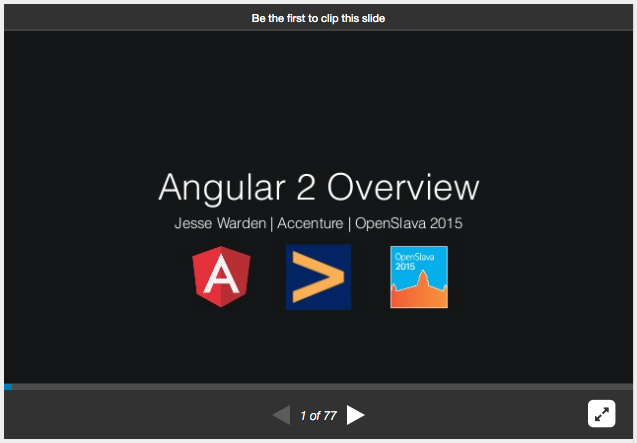 Be the first to clip this slide
Angular 2 Overview
Jesse Warden | Accenture | OpenSlava 2015
A
OpenSlava
2015
1 of 77